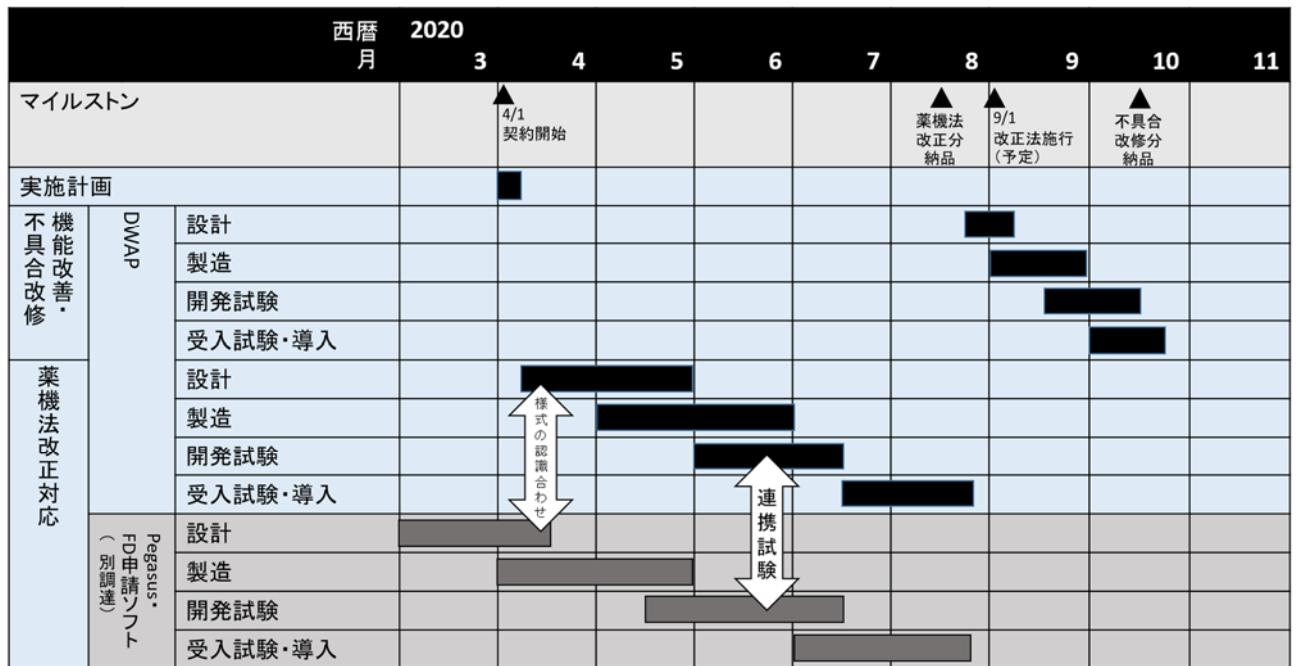 西暦 2020
月 3 4 5 6 7 8 9 10 11
マイルストン
4/1
契約開始
薬機法
改正分
納品
9/1
改正法施行
(予定)
不具合
改修分
納品
実施計画
機能改善・
不具合改修
DWAP
設計
製造
開発試験
受入試験・導入
薬機法改正対応
設計
製造
開発試験
受入試験・導入
様式の認識合わせ
連携試験
Pegasus・
FD申請ソフト
(別調達)
設計
製造
開発試験
受入試験・導入